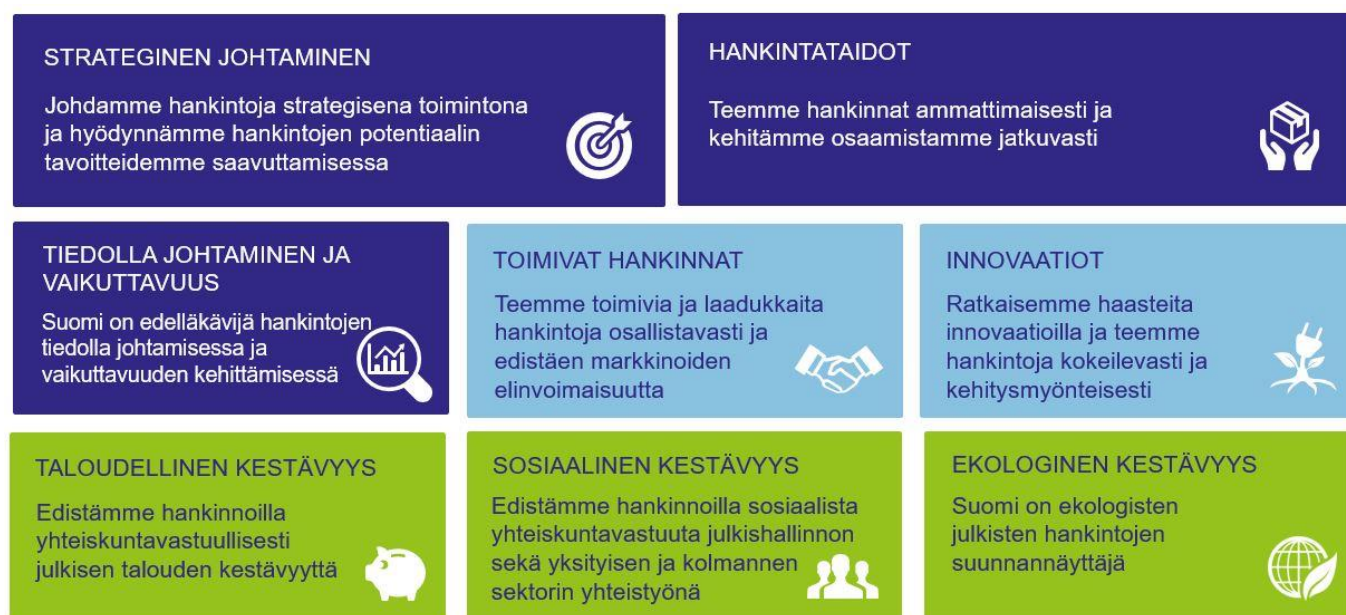 STRATEGINEN JOHTAMINEN
Johdamme hankintoja strategisena toimintona
ja hyödynnämme hankintojen potentiaalin
tavoitteidemme saavuttamisessa
HANKINTATAIDOT
Teemme hankinnat ammattimaisesti ja
kehitämme osaamistamme jatkuvasti
TIEDOLLA JOHTAMINEN JA
VAIKUTTAVUUS
Suomi on edelläkävijä hankintojen
tiedolla johtamisessa ja
vaikuttavuuden kehittämisessä
TOIMIVAT HANKINNAT
Teemme toimivia ja laadukkaita
hankintoja osallistavasti ja
edistäen markkinoiden
elinvoimaisuutta
INNOVAATIOT
Ratkaisemme haasteita
innovaatioilla ja teemme
hankintoja kokeilevasti ja
kehitysmyönteisesti
TALOUDELLINEN KESTÄVYYS
Edistämme hankinnoilla
yhteiskuntavastuullisesti
julkisen talouden kestävyyttä
SOSIAALINEN KESTÄVYYS
Edistämme hankinnoilla sosiaalista
yhteiskuntavastuuta julkishallinnon
sekä yksityisen ja kolmannen
sektorin yhteistyönä
EKOLOGINEN KESTÄVYYS
Suomi on ekologisten
julkisten hankintojen
suunnannäyttäjä